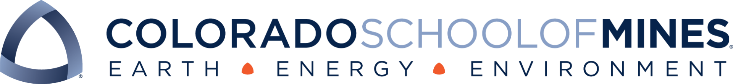 COLORADOSCHOOLOFMINES®
EARTH ENERGY ENVIRONMENT